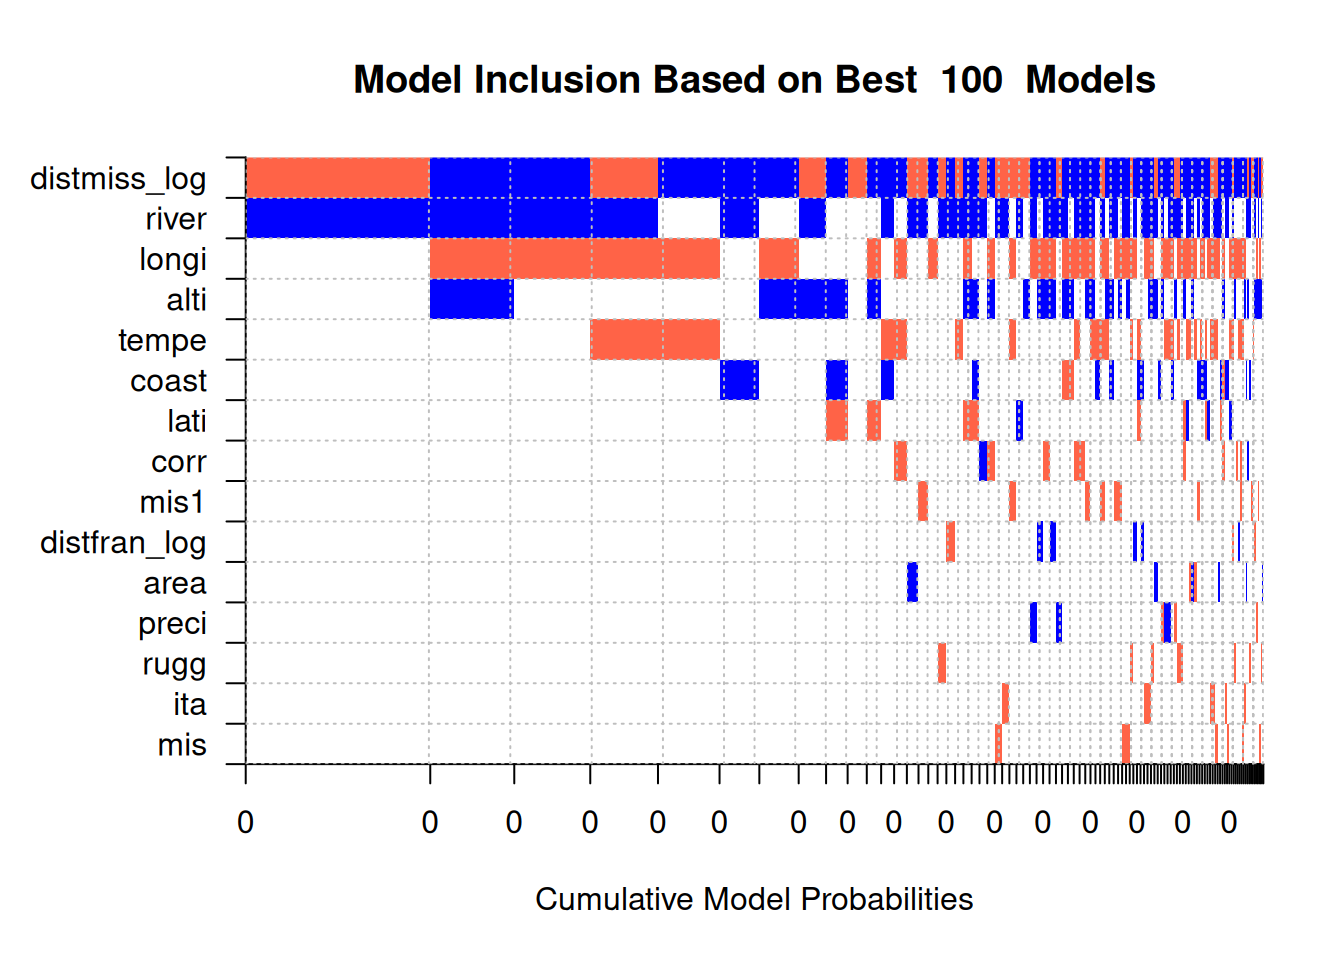 Model Inclusion Based on Best  100  Models
distmiss_log
river
longi
alti
tempe
coast
lati
corr
mis1
distfran_log
area
preci
rugg
ita
mis
0 0 0 0 0 0 0 0 0 0 0 0 0 0 0 0
Cumulative Model Probabilities